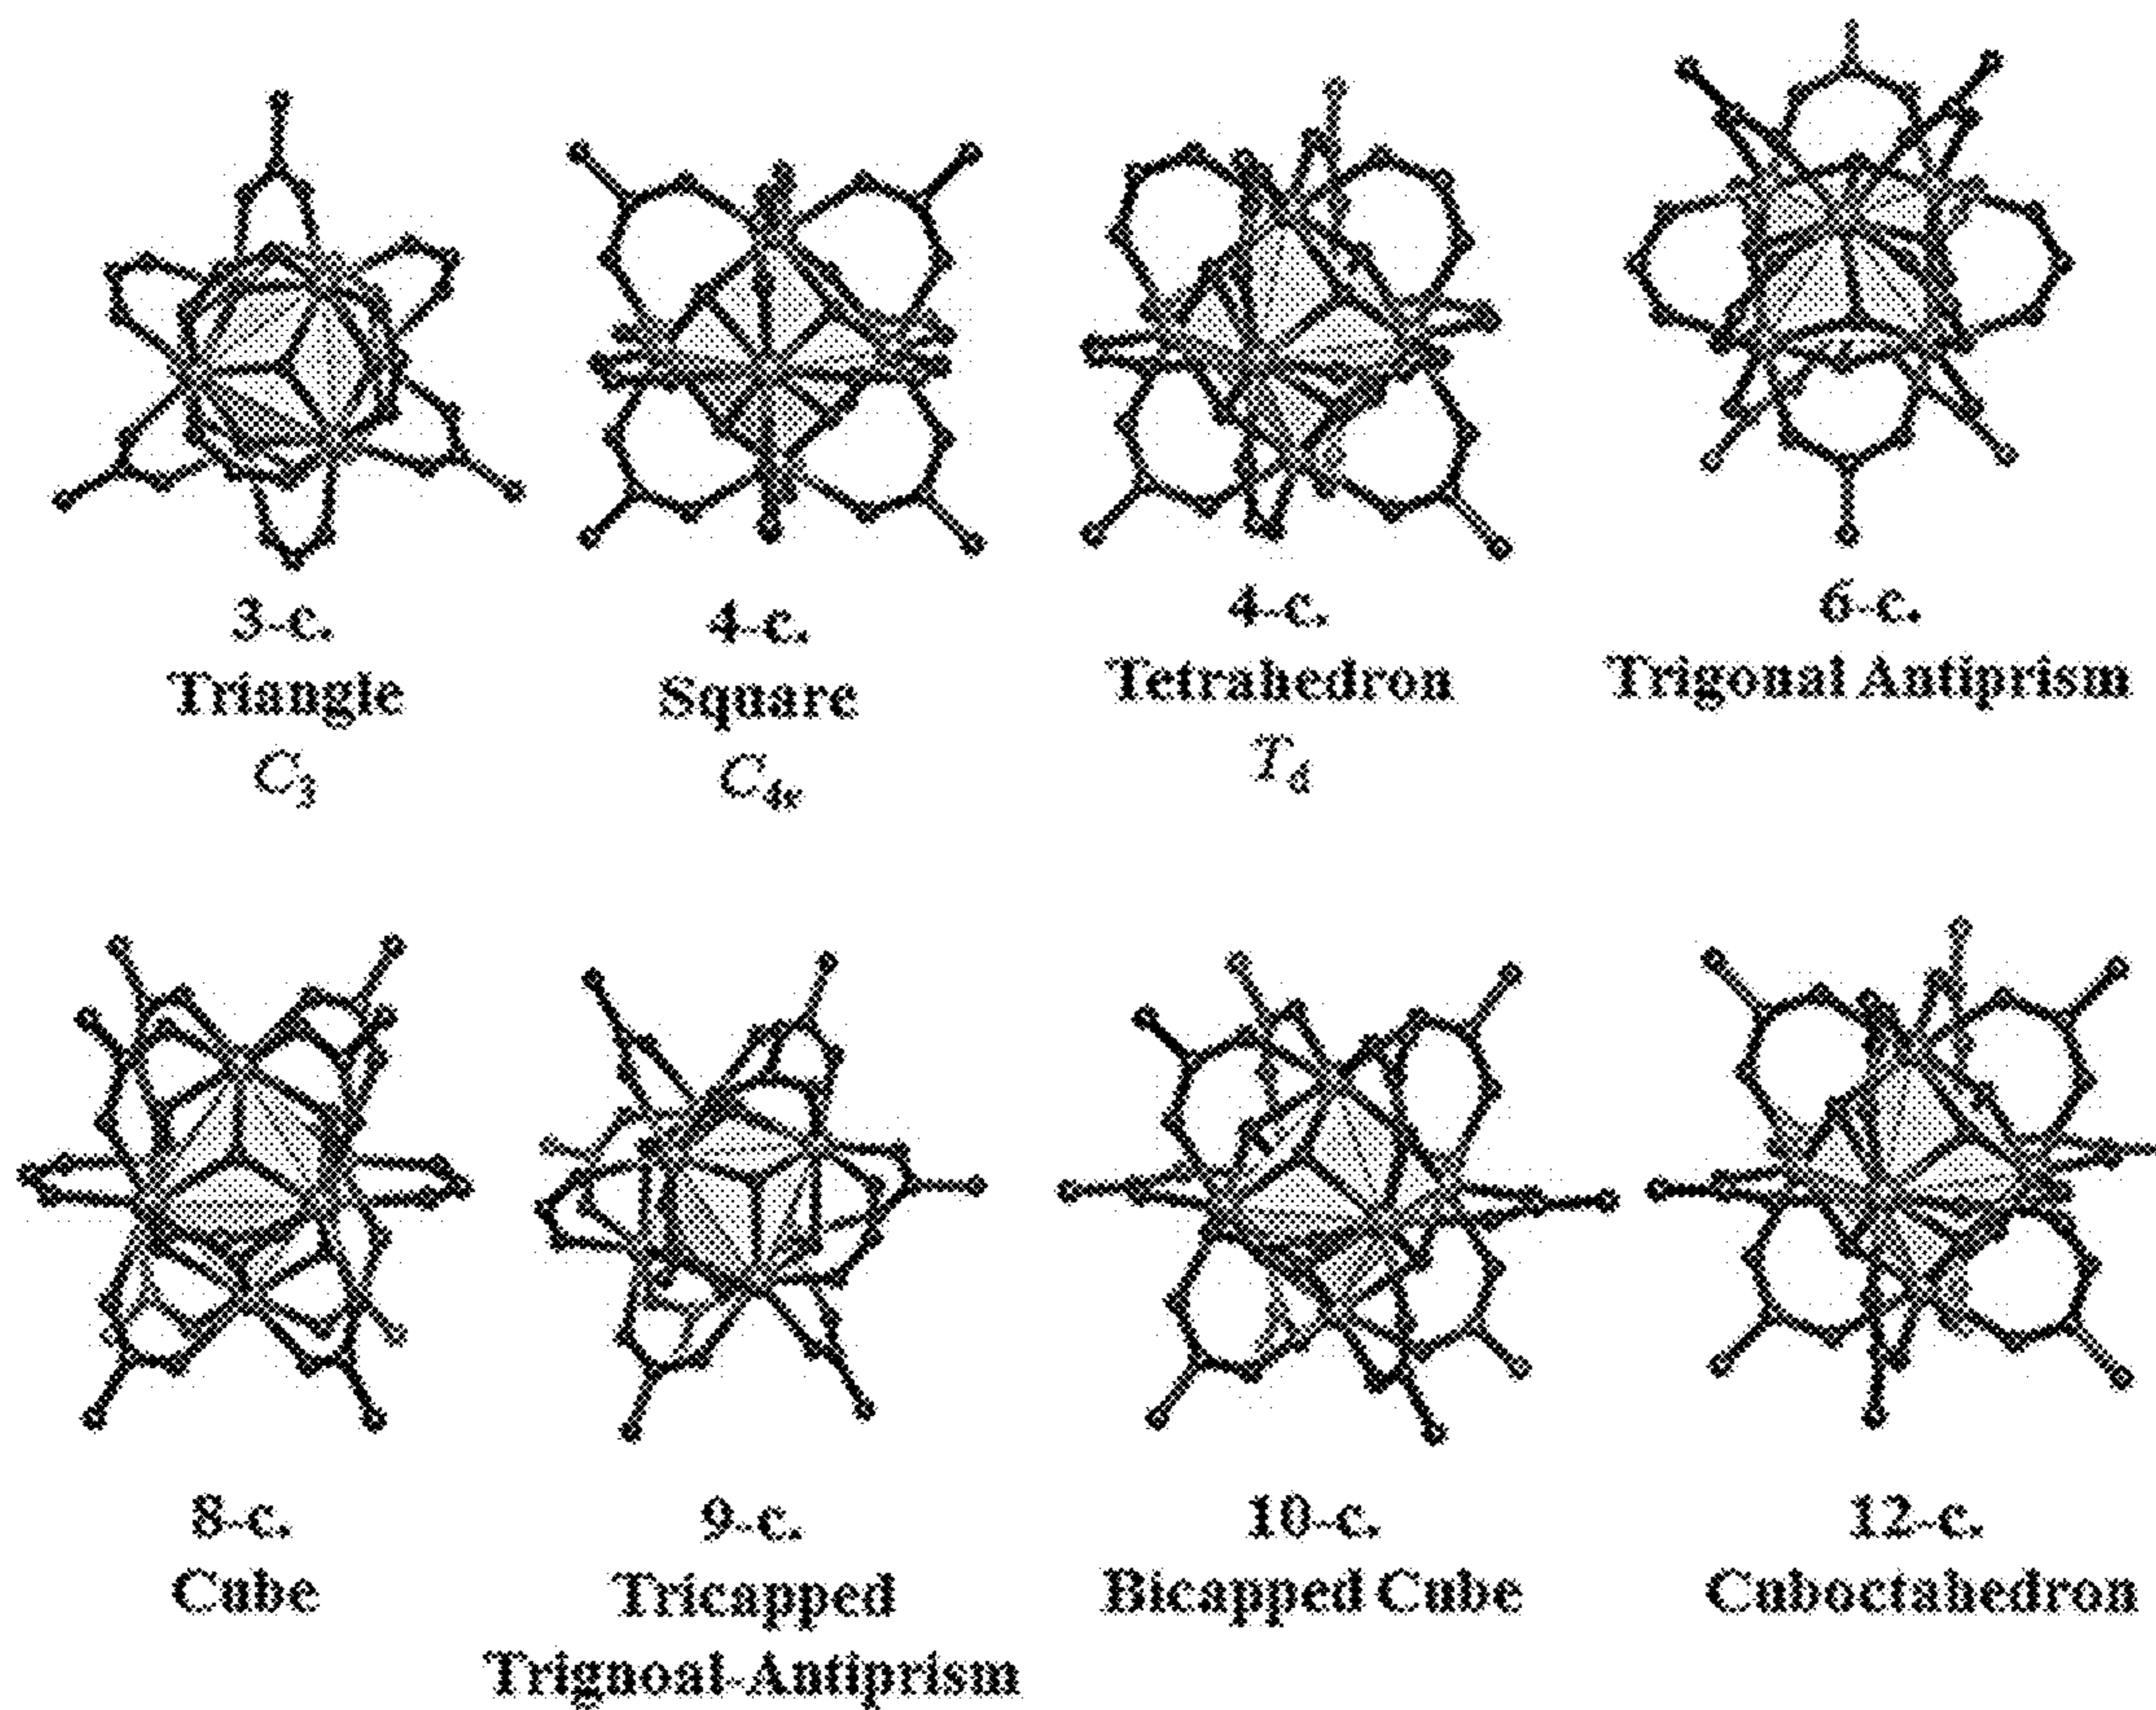 3-c.
Triangle
C3
4-c.
Square
C4v
4-c.
Tetrahedron
Td
6-c.
Trigonal Antiprism
8-c.
Cube
9-c.
Tricapped
Trignoal-Antiprism
10-c.
Bicapped Cube
12-c.
Cuboctahedron